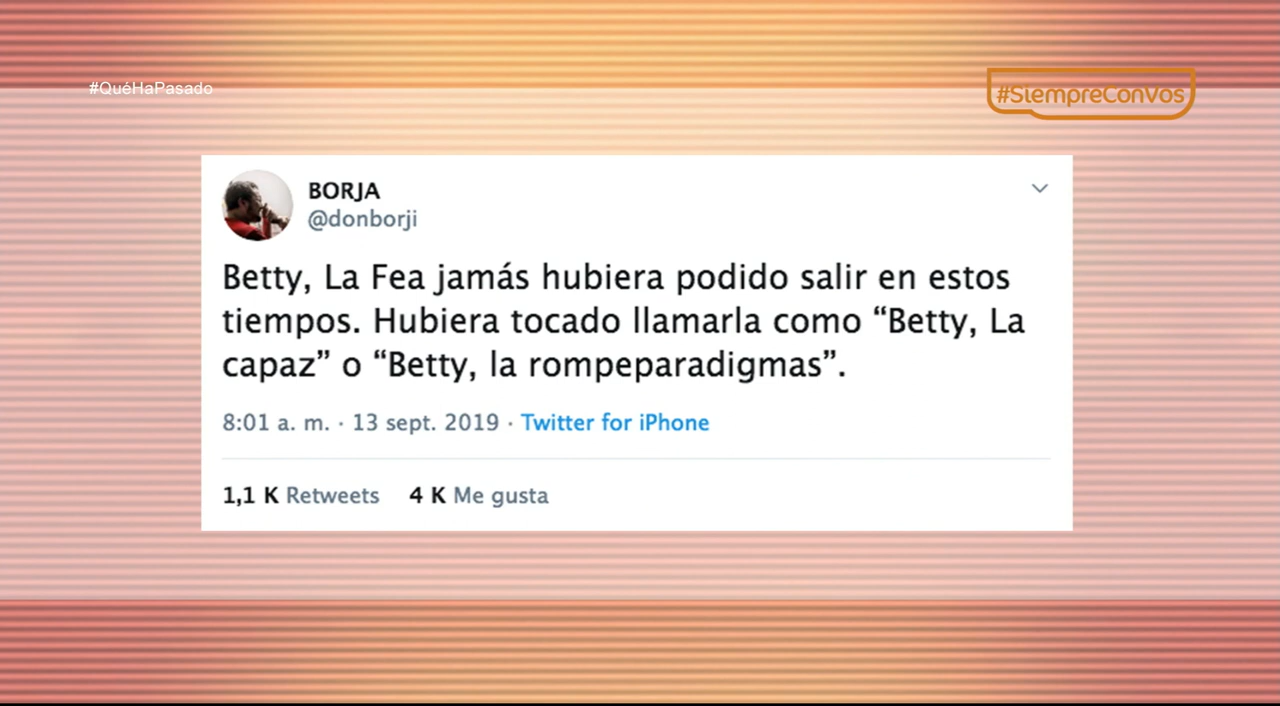 #QuéHaPasado
#SiempreConVos
BORJA
@donborji
Betty, La Fea jamás hubiera podido salir en estos
tiempos. Hubiera tocado llamarla como “Betty, La
capaz” o “Betty, la rompeparadigmas”.
8:01 a. m. · 13 sept. 2019 · Twitter for iPhone
1,1 K Retweets 4 K Me gusta